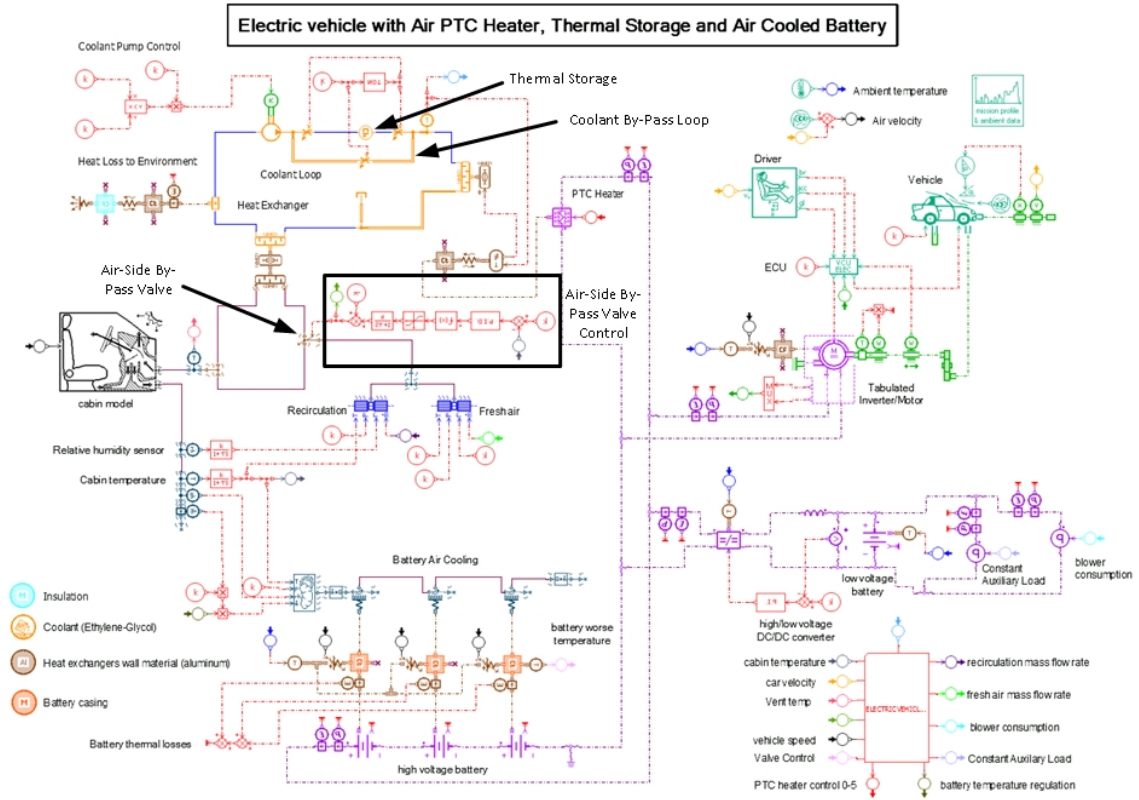 Electric vehicle with Air PTC Heater, Thermal Storage and Air Cooled Battery
Coolant Pump Control
Thermal Storage
Coolant By-Pass Loop
Ambient temperature
Air velocity
mission profile
& ambient data
Heat Loss to Environment
Coolant Loop
Heat Exchanger
PTC Heater
Driver
Vehicle
ECU
VCU
ELEC
Air-Side By-
Pass Valve
Air-Side By-
Pass Valve
Control
cabin model
Tabulated
Inverter/Motor
Recirculation
Fresh air
Relative humidity sensor
Cabin temperature
Battery Air Cooling
Constant
Auxiliary Load
blower
consumption
low voltage
battery
high/low voltage
DC/DC converter
Insulation
Coolant (Ethylene-Glycol)
Heat exchangers wall material (aluminum)
Battery casing
battery worse
temperature
Battery thermal losses
high voltage battery
cabin temperature
car velocity
Vent temp
vehicle speed
Valve Control
PTC heater control 0-5
ELECTRICVEHICL...
recirculation mass flow rate
fresh air mass flow rate
blower consumption
Constant Auxiliary Load
battery temperature regulation